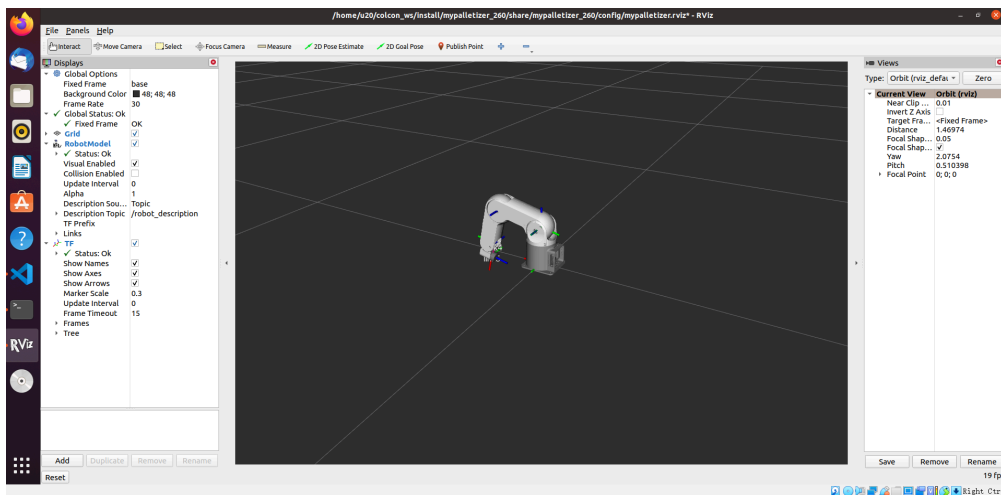 /home/u20/colcon_ws/install/mypalletizer_260/share/mypalletizer_260/config/mypalletizer.rviz* - RViz
File Panels Help
Interact Move Camera Select Focus Camera Measure 2D Pose Estimate 2D Goal Pose Publish Point
Displays
Global Options
Fixed Frame base
Background Color 48; 48; 48
Frame Rate 30
Global Status: Ok
Fixed Frame OK
Grid
RobotModel
Status: Ok
Visual Enabled
Collision Enabled
Update Interval 0
Alpha 1
Description Sou... Topic
Description Topic /robot_description
TF Prefix
Links
TF
Status: Ok
Show Names
Show Axes
Show Arrows
Marker Scale 0.3
Update Interval 0
Frame Timeout 15
Frames
Tree
Add Duplicate Remove Rename
Reset
Views
Type: Orbit (rviz_defau Zero
Current View Orbit (rviz)
Near Clip ... 0.01
Invert Z Axis
Target Fra... <Fixed Frame>
Distance 1.46974
Focal Shap... 0.05
Focal Shap...
Yaw 2.0754
Pitch 0.510398
Focal Point 0; 0; 0
Save Remove Rename
19 fp
RViz
Right Ctr